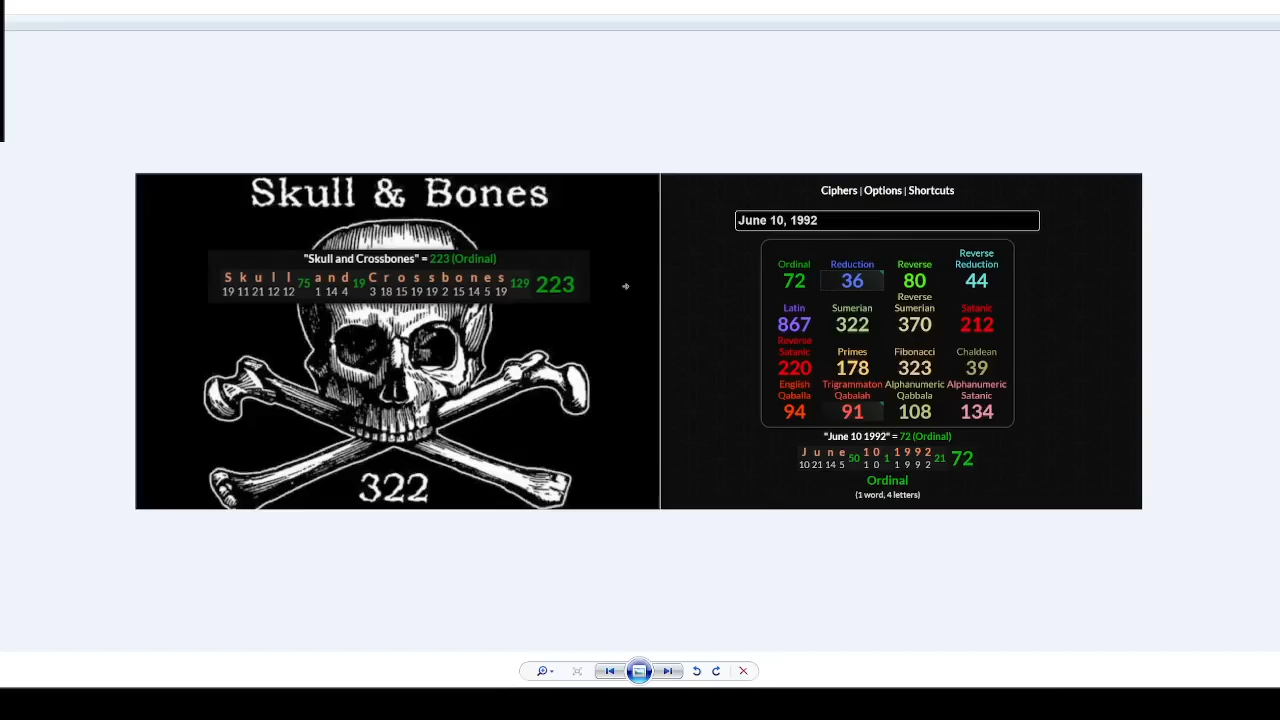 Skull & Bones
"Skull and Crossbones" = 223 (Ordinal)
S k u l l 75 a n d 19 C r o s s b o n e s 129 223
19 11 21 12 12 1 14 4 3 18 15 19 19 2 15 14 5 19
322
Ciphers | Options | Shortcuts
June 10, 1992
Ordinal Reduction Reverse Reverse Reduction
72 36 80 44
Latin Sumerian Reverse Sumerian Satanic
867 322 370 212
Reverse Satanic Primes Fibonacci Chaldean
220 178 323 39
English Qaballa Trigrammaton Qabalah Alphanumeric Qabbala Alphanumeric Satanic
94 91 108 134
"June 10 1992" = 72 (Ordinal)
J u n e 50 1 0 1 1 9 9 2 21 72
10 21 14 5 1 0 1 9 9 2
Ordinal
(1 word, 4 letters)